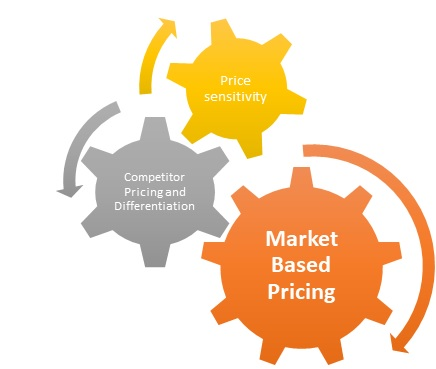 Price
sensitivity
Competitor
Pricing and
Differentiation
Market
Based
Pricing